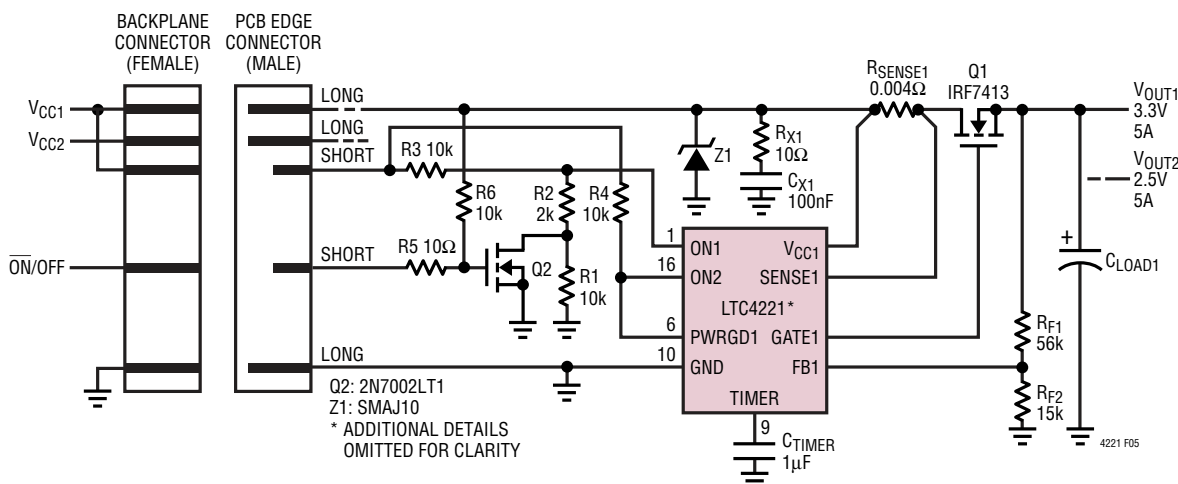 BACKPLANE
CONNECTOR
(FEMALE)
PCB EDGE
CONNECTOR
(MALE)
VCC1
VCC2
ON/OFF
LONG
LONG
SHORT
SHORT
LONG
R3 10k
R6
10k
R5 10Ω
R2
2k
R4
10k
Q2
R1
10k
Z1
RX1
10Ω
CX1
100nF
RSENSE1
0.004Ω
Q1
IRF7413
VOUT1
3.3V
5A
VOUT2
2.5V
5A
1
ON1
VCC1
16
ON2
SENSE1
LTC4221*
6
PWRGD1
GATE1
10
GND
FB1
TIMER
9
CTIMER
1µF
+
CLOAD1
RF1
56k
RF2
15k
Q2: 2N7002LT1
Z1: SMAJ10
* ADDITIONAL DETAILS
OMITTED FOR CLARITY
4221 F05